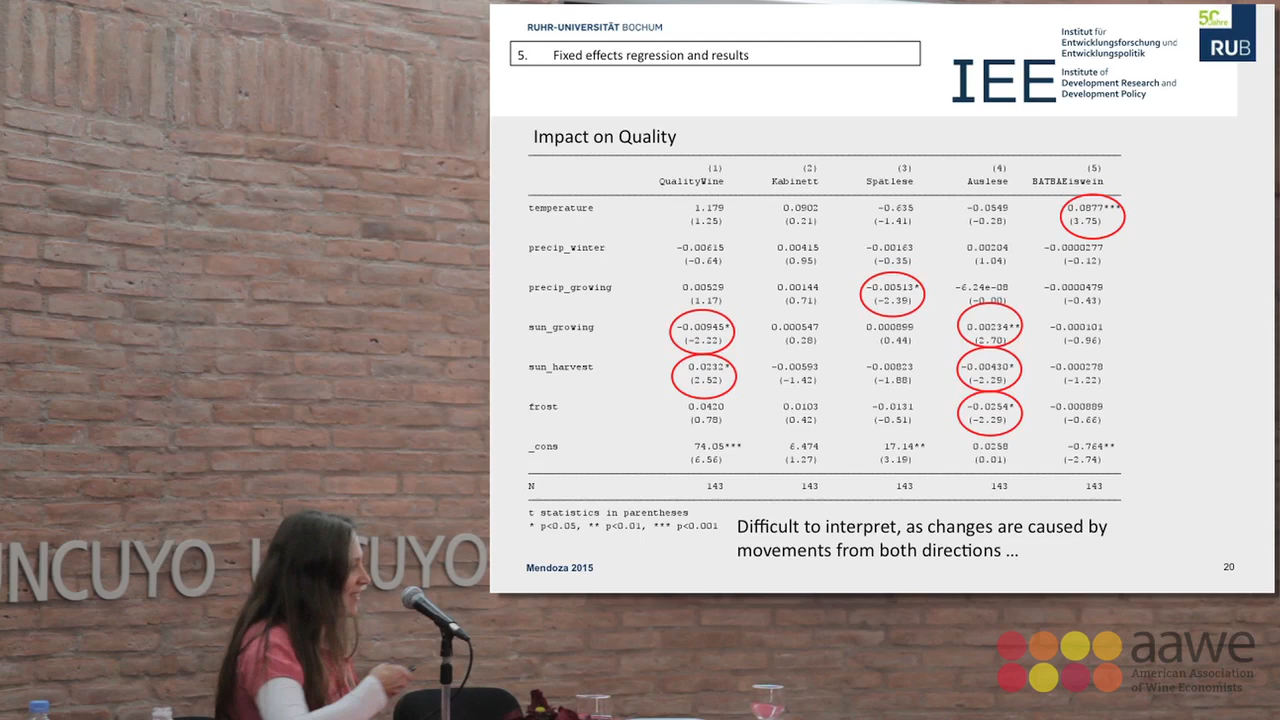 RUHR-UNIVERSITÄT BOCHUM
5. Fixed effects regression and results
IEE
Institut für
Entwicklungsforschung und
Entwicklungspolitik
Institute of
Development Research and
Development Policy
50 Jahre
RUB
Impact on Quality
(1) (2) (3) (4) (5)
QualityWine Kabinett Spätlese Auslese BATBAEiswein
temperature 1.179 0.0902 -0.635 -0.0549 0.0877***
(1.25) (0.21) (-1.41) (-0.28) (3.75)
precip_winter -0.00615 0.00415 -0.00163 0.00204 -0.0000277
(-0.64) (0.95) (-0.35) (1.04) (-0.12)
precip_growing 0.00529 0.00144 -0.00513* -6.24e-08 -0.0000479
(1.17) (0.71) (-2.39) (-0.00) (-0.43)
sun_growing -0.00945* 0.000547 0.000899 0.00234** -0.000101
(-2.22) (0.28) (0.44) (2.70) (-0.96)
sun_harvest 0.0232* -0.00593 -0.00823 -0.00430* -0.000278
(2.52) (-1.42) (-1.88) (-2.29) (-1.22)
frost 0.0420 0.0103 -0.0131 -0.0254* -0.000889
(0.78) (0.42) (-0.51) (-2.29) (-0.66)
_cons 74.05*** 6.474 17.14** 0.0258 -0.764**
(6.56) (1.27) (3.19) (0.01) (-2.74)
N 143 143 143 143 143
t statistics in parentheses
* p<0.05, ** p<0.01, *** p<0.001
Difficult to interpret, as changes are caused by
movements from both directions ...
Mendoza 2015
20
UNCUYO UNCUYO
aawe
American Association
of Wine Economists